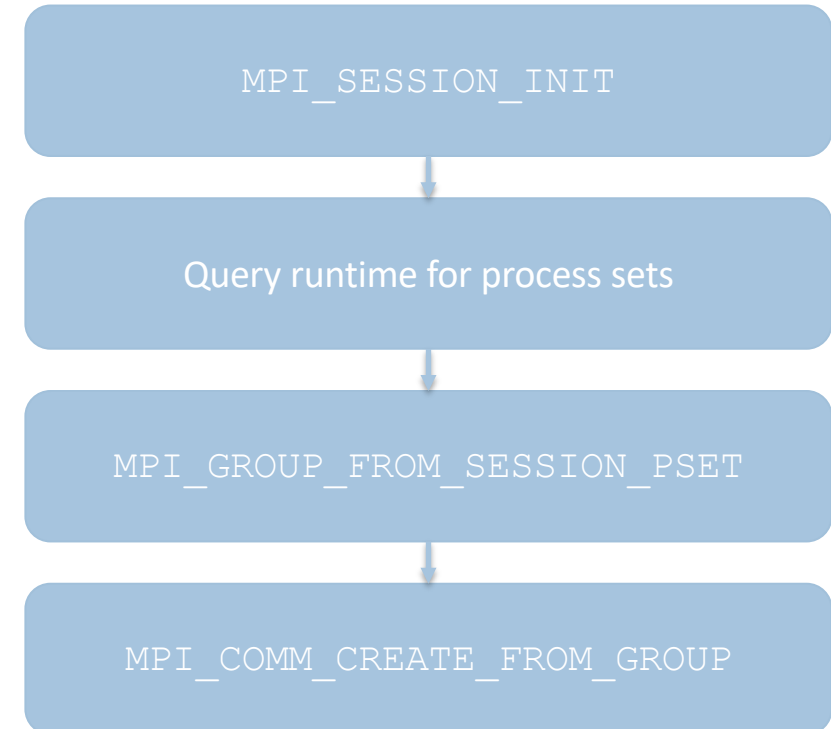 MPI_SESSION_INIT
Query runtime for process sets
MPI_GROUP_FROM_SESSION_PSET
MPI_COMM_CREATE_FROM_GROUP